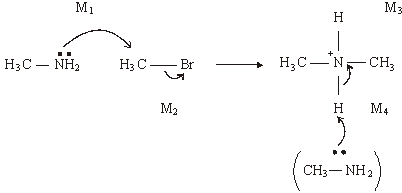 M1 M3
H
H3C — NH2 H3C — Br H3C — N — CH3
+
M2 H M4
(CH3 — NH2)